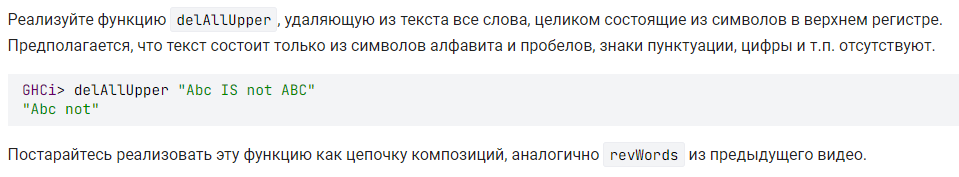 Реализуйте функцию delAllUpper, удаляющую из текста все слова, целиком состоящие из символов в верхнем регистре.
Предполагается, что текст состоит только из символов алфавита и пробелов, знаки пунктуации, цифры и т.п. отсутствуют.
GHCi> delAllUpper "Abc IS not ABC"
"Abc not"
Постарайтесь реализовать эту функцию как цепочку композиций, аналогично revWords из предыдущего видео.